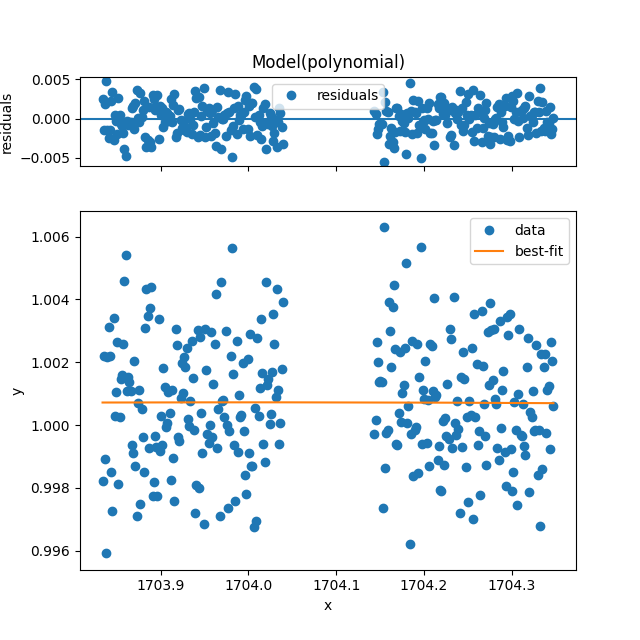 Model(polynomial)
0.005
0.000
−0.005
residuals
residuals
1.006
1.004
1.002
1.000
0.998
0.996
y
data
best-fit
1703.9
1704.0
1704.1
1704.2
1704.3
x